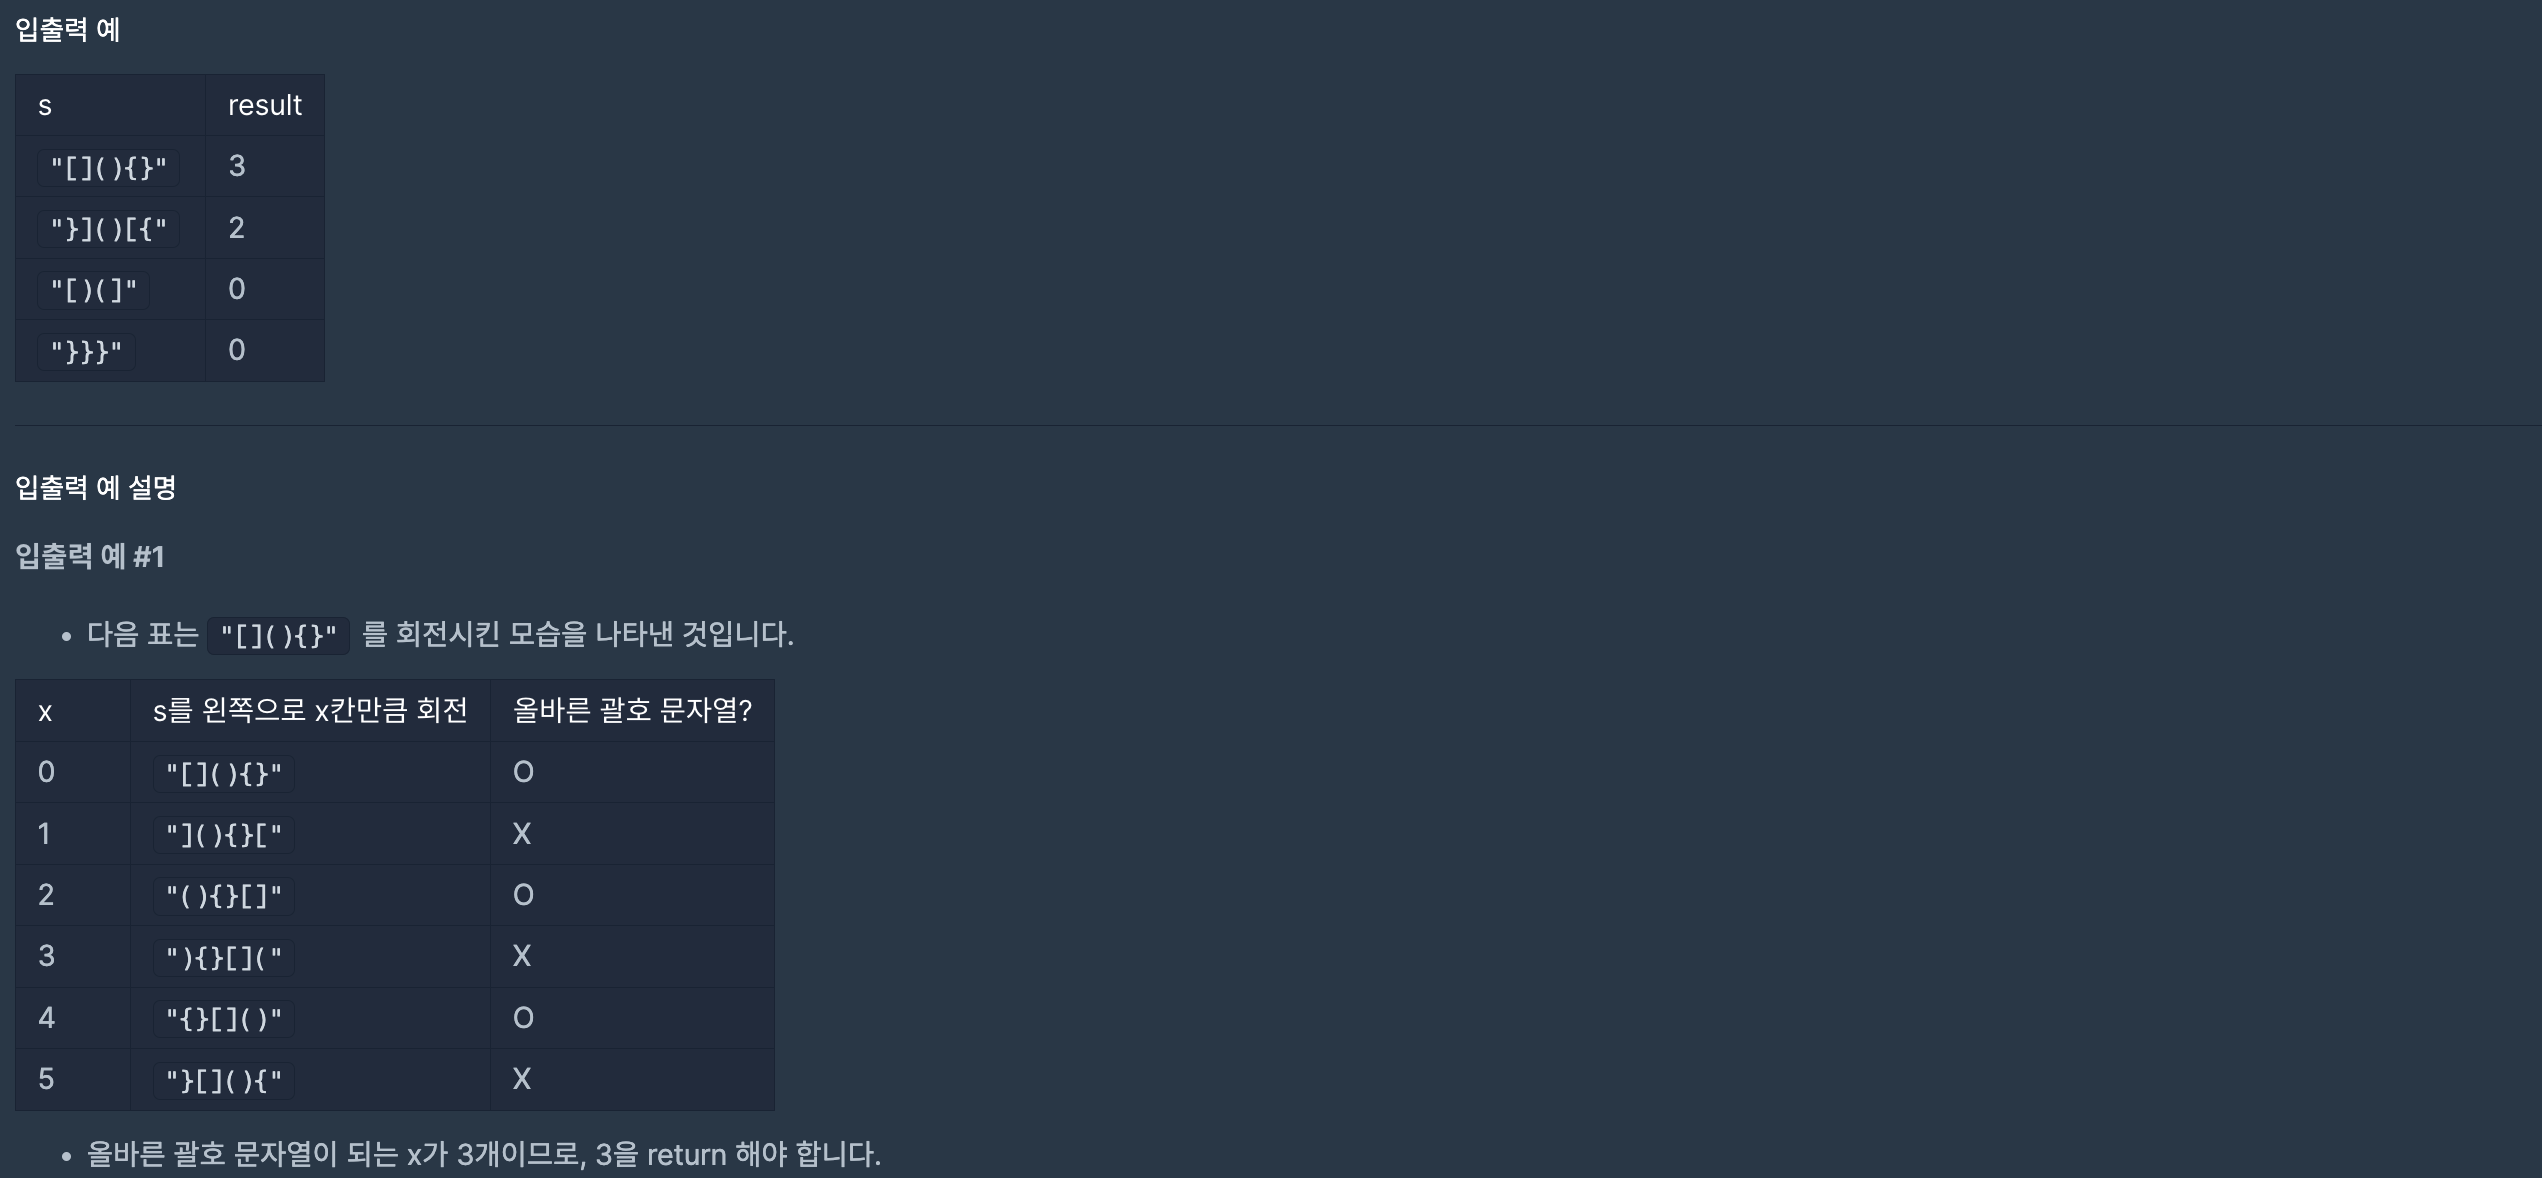 입출력 예
s result
"[](){}" 3
"}]()[{" 2
"[)(]" 0
"}}}" 0
입출력 예 설명
입출력 예 #1
• 다음 표는 "[](){}" 를 회전시킨 모습을 나타낸 것입니다.
x s를 왼쪽으로 x칸만큼 회전 올바른 괄호 문자열?
0 "[](){}" O
1 "](){}[" X
2 "(){}[]" O
3 "){}[](" X
4 "{}[]()" O
5 "}[](){" X
• 올바른 괄호 문자열이 되는 x가 3개이므로, 3을 return 해야 합니다.